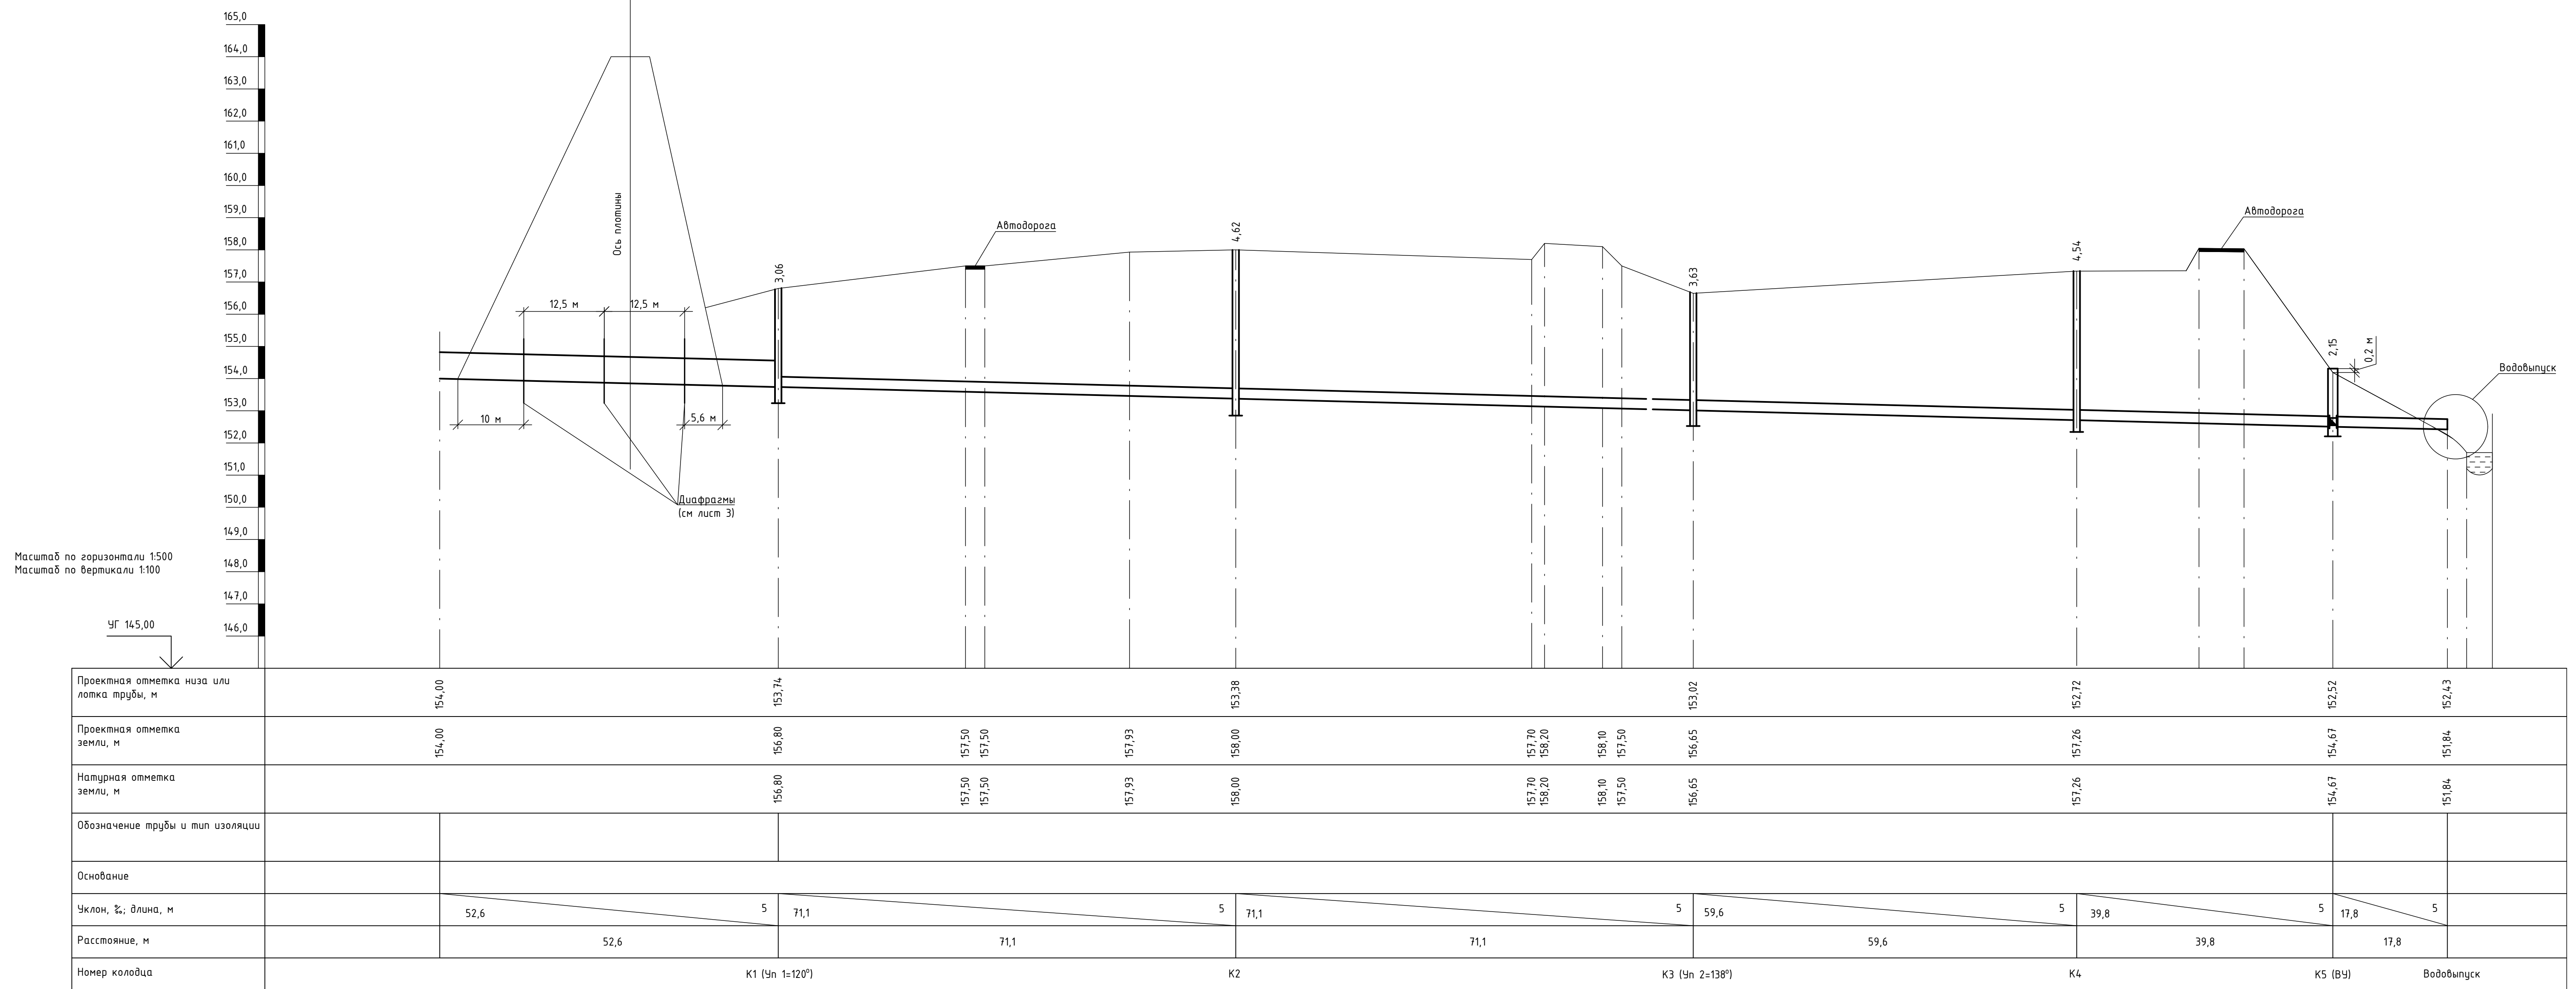 165,0
164,0
163,0
162,0
161,0
160,0
159,0
158,0
157,0
156,0
155,0
154,0
153,0
152,0
151,0
150,0
149,0
148,0
147,0
146,0
Масштаб по горизонтали 1:500
Масштаб по вертикали 1:100
УГ 145,00
Ось плотины
12,5 м
12,5 м
10 м
5,6 м
Диафрагмы
(см лист 3)
3,06
Автодорога
4,62
3,63
4,54
Автодорога
2,15
0,2 м
Водовыпуск
Проектная отметка низа или
лотка трубы, м
154,00 153,74 153,38 153,02 152,72 152,52 152,43
Проектная отметка
земли, м
154,00 156,80 157,50 157,50 157,93 158,00 157,70 158,20 158,10 157,50 156,65 157,26 154,67 151,84
Натурная отметка
земли, м
156,80 157,50 157,50 157,93 158,00 157,70 158,20 158,10 157,50 156,65 157,26 154,67 151,84
Обозначение трубы и тип изоляции
Основание
Уклон, ‰; длина, м
52,6 5 71,1 5 71,1 5 59,6 5 39,8 5 17,8 5
Расстояние, м
52,6 71,1 71,1 59,6 39,8 17,8
Номер колодца
К1 (Уп 1=120⁰) К2 К3 (Уп 2=138⁰) К4 К5 (ВУ) Водовыпуск